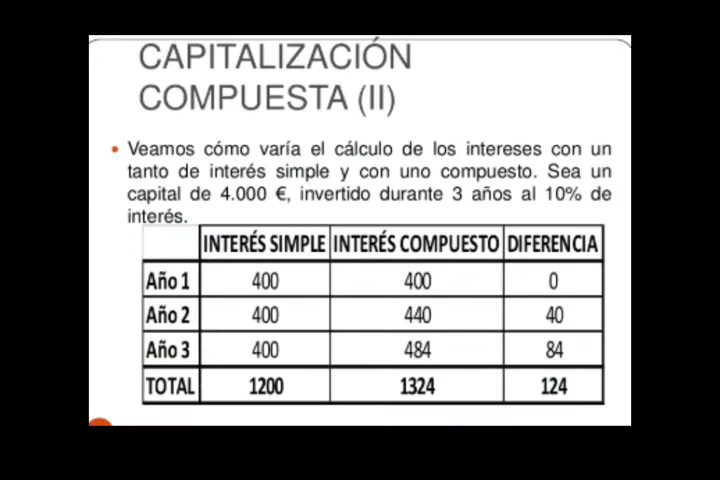 CAPITALIZACIÓN
COMPUESTA (II)
• Veamos cómo varía el cálculo de los intereses con un
tanto de interés simple y con uno compuesto. Sea un
capital de 4.000 €, invertido durante 3 años al 10% de
interés.
INTERÉS SIMPLE INTERÉS COMPUESTO DIFERENCIA
Año 1 400 400 0
Año 2 400 440 40
Año 3 400 484 84
TOTAL 1200 1324 124